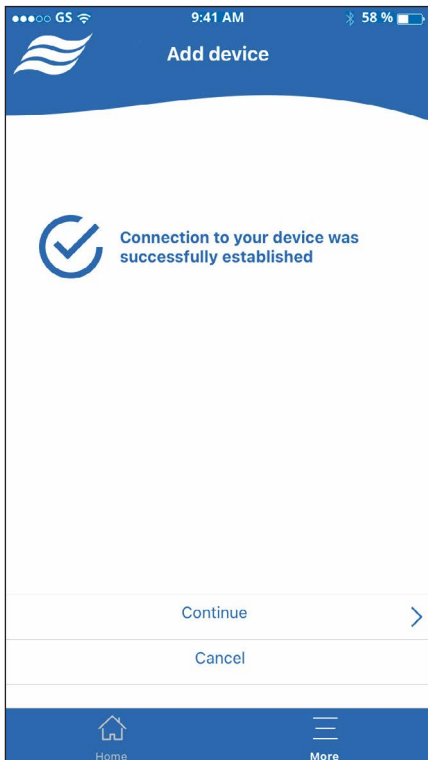 GS 9:41 AM 58 %
Add device
Connection to your device was
successfully established
Continue
Cancel
Home More